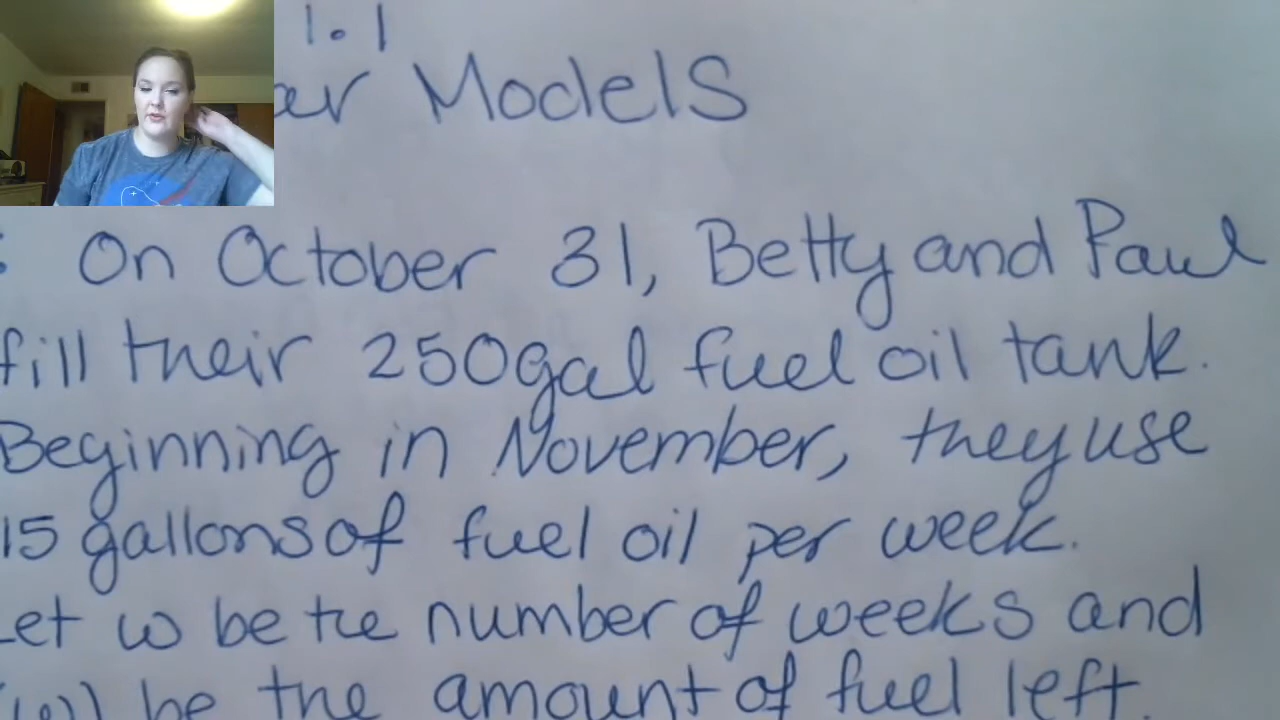 1.1
ar Models
: On October 31, Betty and Paul
fill their 250gal fuel oil tank.
Beginning in November, they use
15 gallons of fuel oil per week.
Let w be the number of weeks and
(w) be the amount of fuel left.